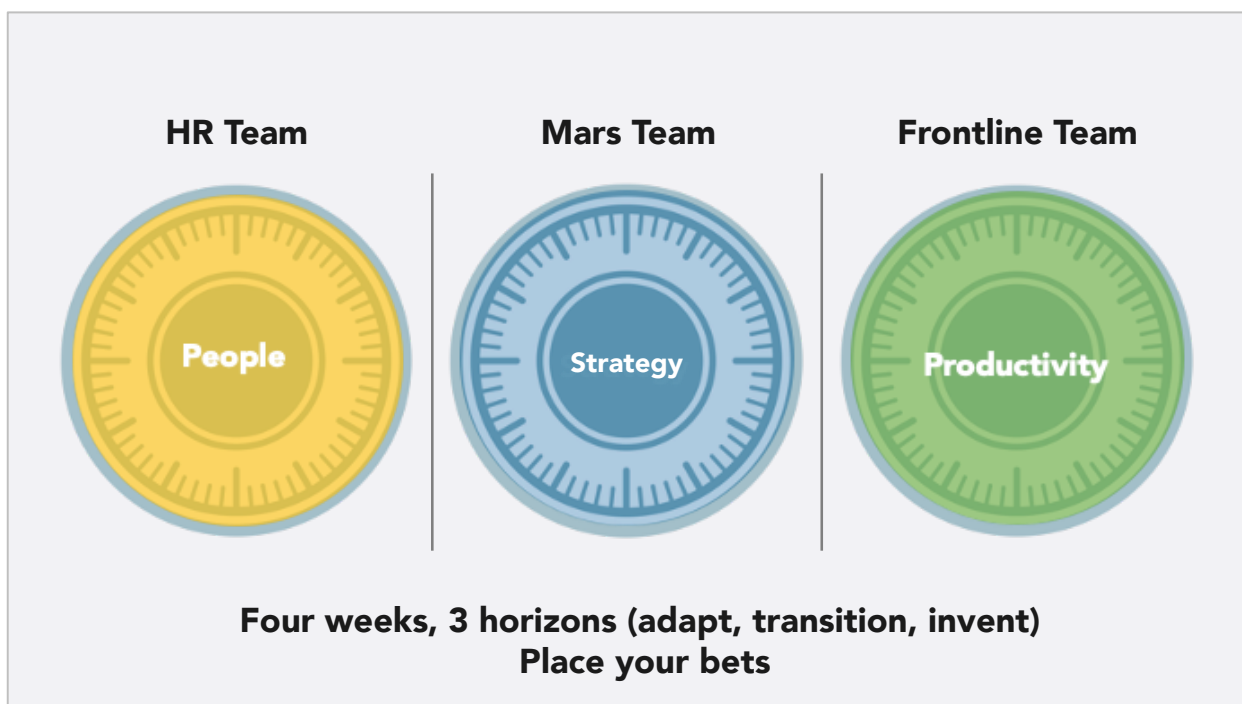 HR Team
Mars Team
Frontline Team
People
Strategy
Productivity
Four weeks, 3 horizons (adapt, transition, invent)
Place your bets